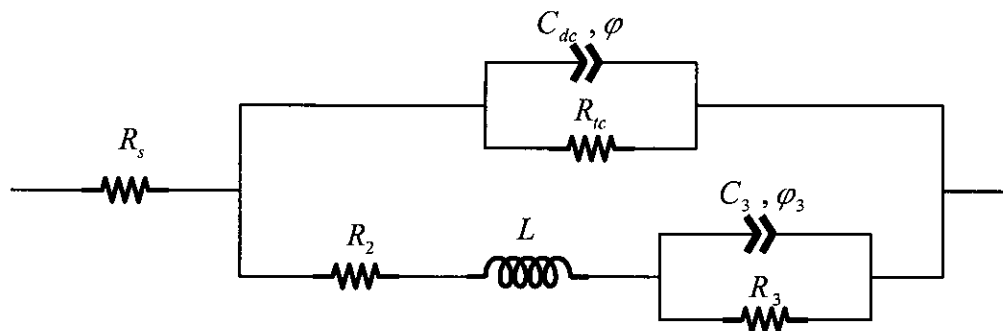 C_dc , φ
R_tc
R_s
C_3 , φ_3
R_2
L
R_3